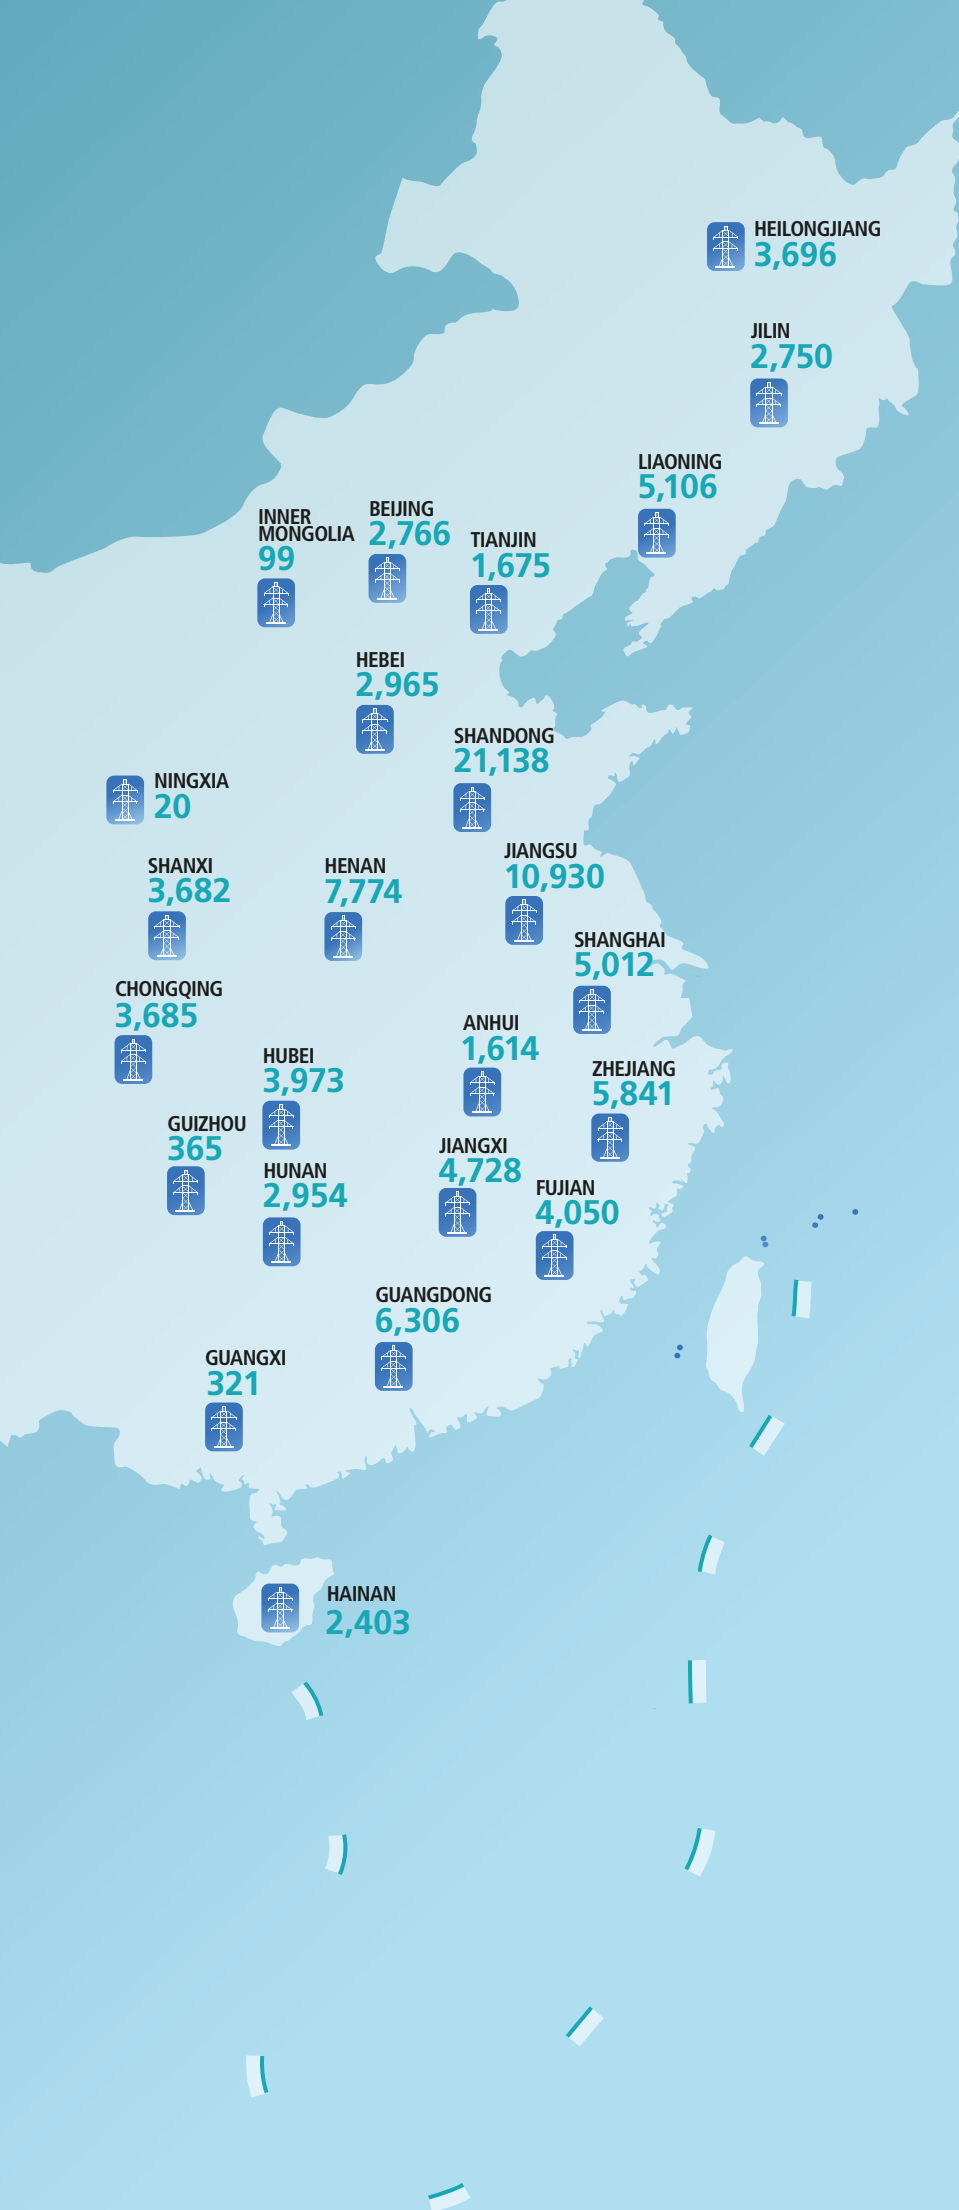 HEILONGJIANG
3,696
JILIN
2,750
LIAONING
5,106
INNER
MONGOLIA
99
BEIJING
2,766
TIANJIN
1,675
HEBEI
2,965
SHANDONG
21,138
NINGXIA
20
SHANXI
3,682
HENAN
7,774
JIANGSU
10,930
SHANGHAI
5,012
CHONGQING
3,685
ANHUI
1,614
HUBEI
3,973
ZHEJIANG
5,841
GUIZHOU
365
HUNAN
2,954
JIANGXI
4,728
FUJIAN
4,050
GUANGDONG
6,306
GUANGXI
321
HAINAN
2,403